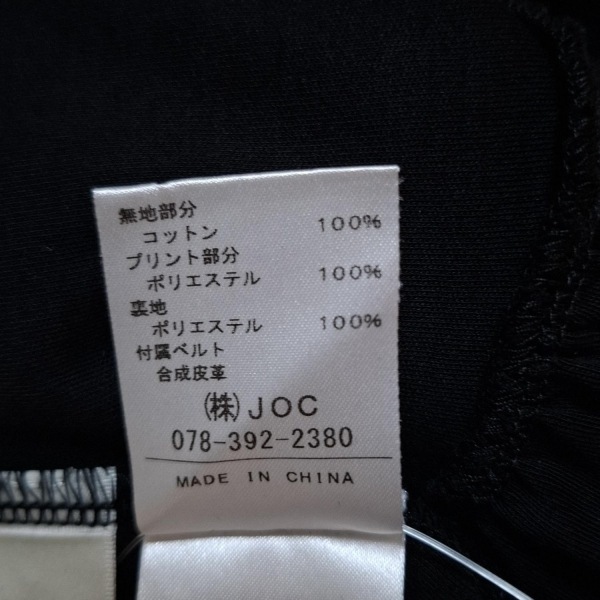 無地部分
コットン 100%
プリント部分
ポリエステル 100%
裏地
ポリエステル 100%
付属ベルト
合成皮革
(株)JOC
078-392-2380
MADE IN CHINA